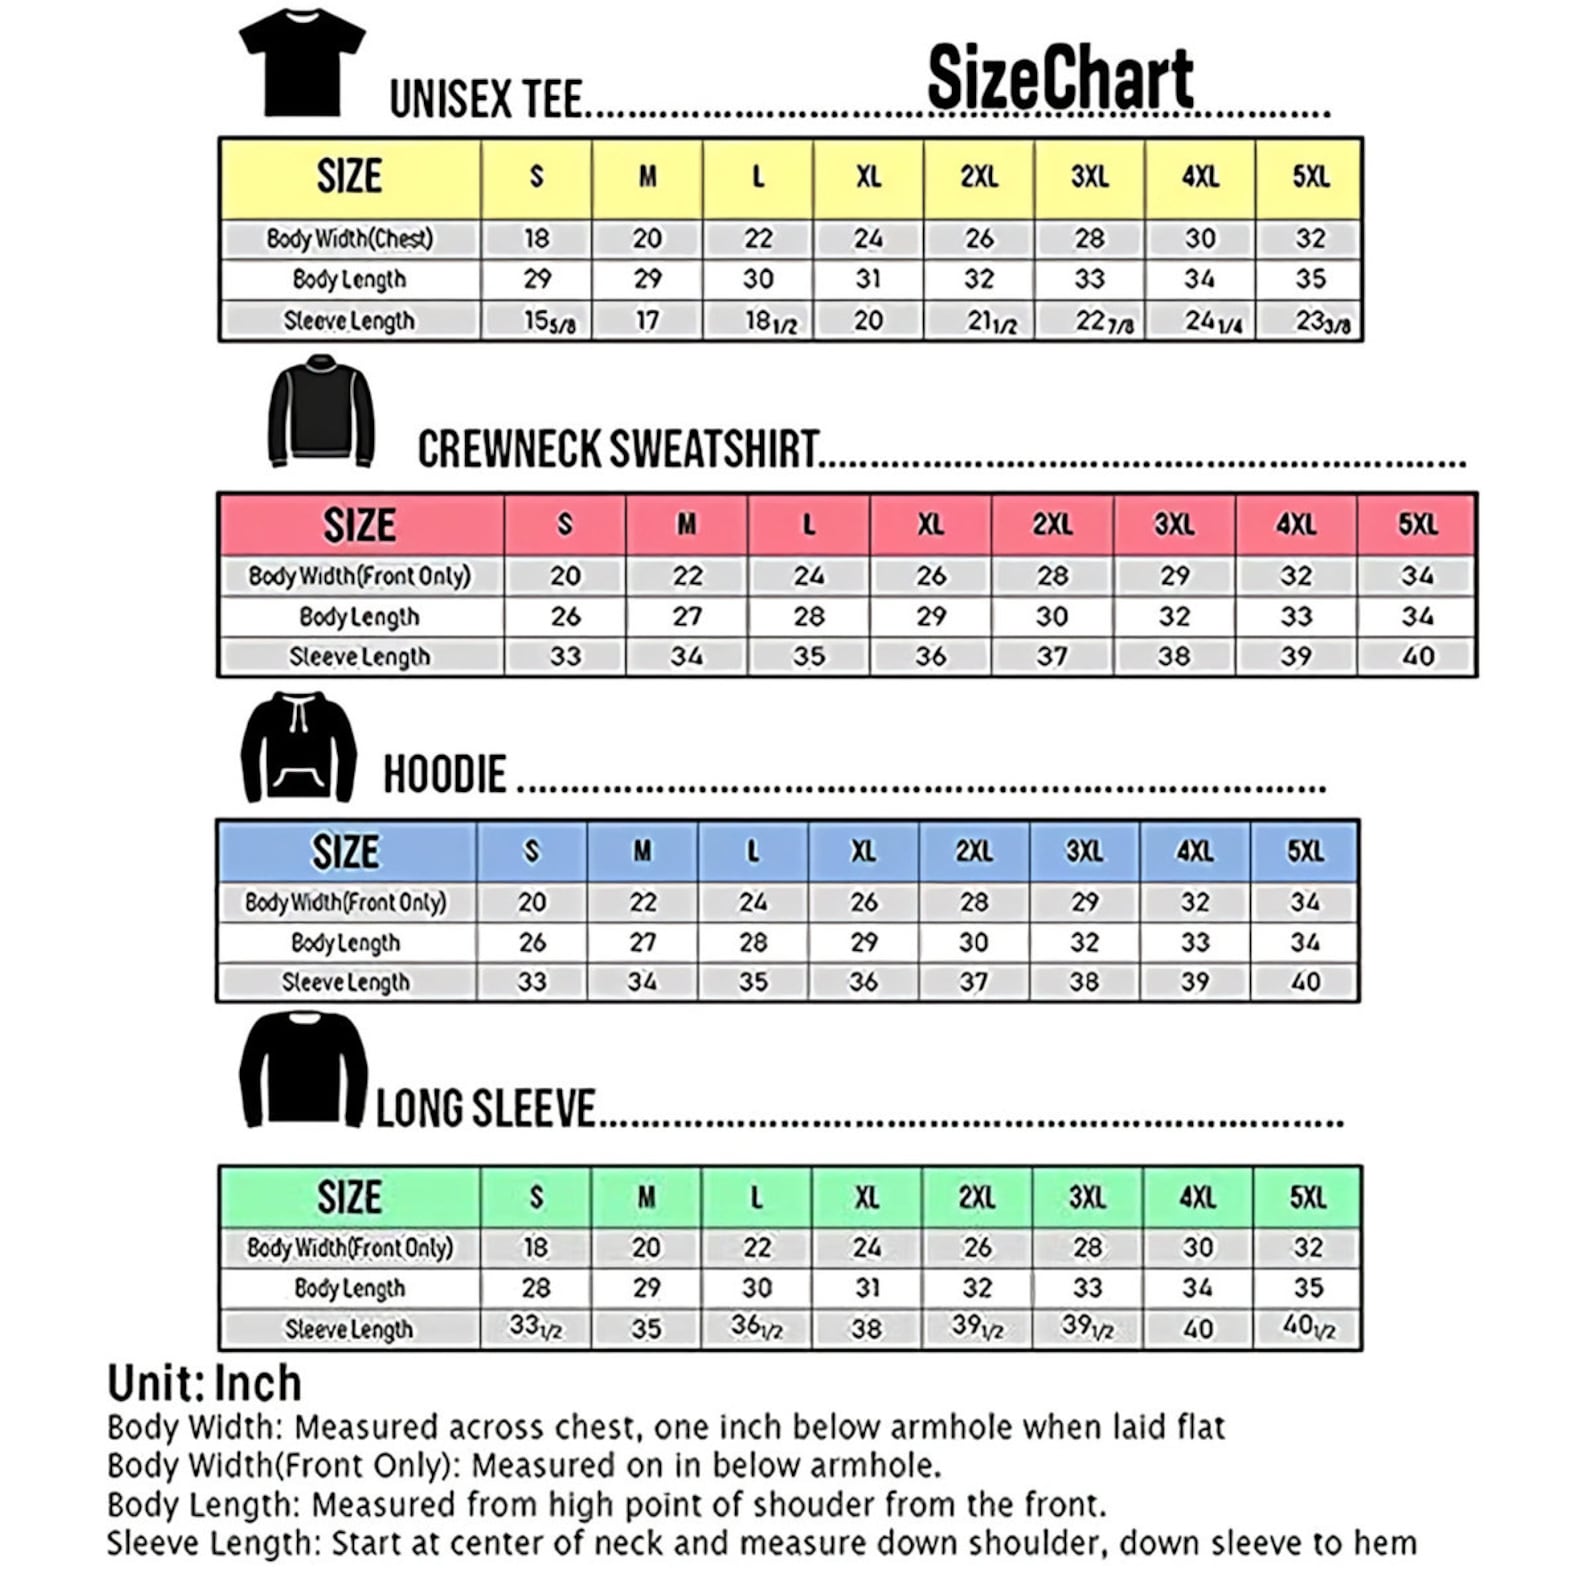 SizeChart
UNISEX TEE
SIZE S M L XL 2XL 3XL 4XL 5XL
Body Width(Chest) 18 20 22 24 26 28 30 32
Body Length 29 29 30 31 32 33 34 35
Sleeve Length 15 5/8 17 18 1/2 20 21 1/2 22 7/8 24 1/4 23 3/8
CREWNECK SWEATSHIRT
SIZE S M L XL 2XL 3XL 4XL 5XL
Body Width(Front Only) 20 22 24 26 28 29 32 34
Body Length 26 27 28 29 30 32 33 34
Sleeve Length 33 34 35 36 37 38 39 40
HOODIE
SIZE S M L XL 2XL 3XL 4XL 5XL
Body Width(Front Only) 20 22 24 26 28 29 32 34
Body Length 26 27 28 29 30 32 33 34
Sleeve Length 33 34 35 36 37 38 39 40
LONG SLEEVE
SIZE S M L XL 2XL 3XL 4XL 5XL
Body Width(Front Only) 18 20 22 24 26 28 30 32
Body Length 28 29 30 31 32 33 34 35
Sleeve Length 33 1/2 35 36 1/2 38 39 1/2 39 1/2 40 40 1/2
Unit: Inch
Body Width: Measured across chest, one inch below armhole when laid flat
Body Width(Front Only): Measured on in below armhole.
Body Length: Measured from high point of shouder from the front.
Sleeve Length: Start at center of neck and measure down shoulder, down sleeve to hem